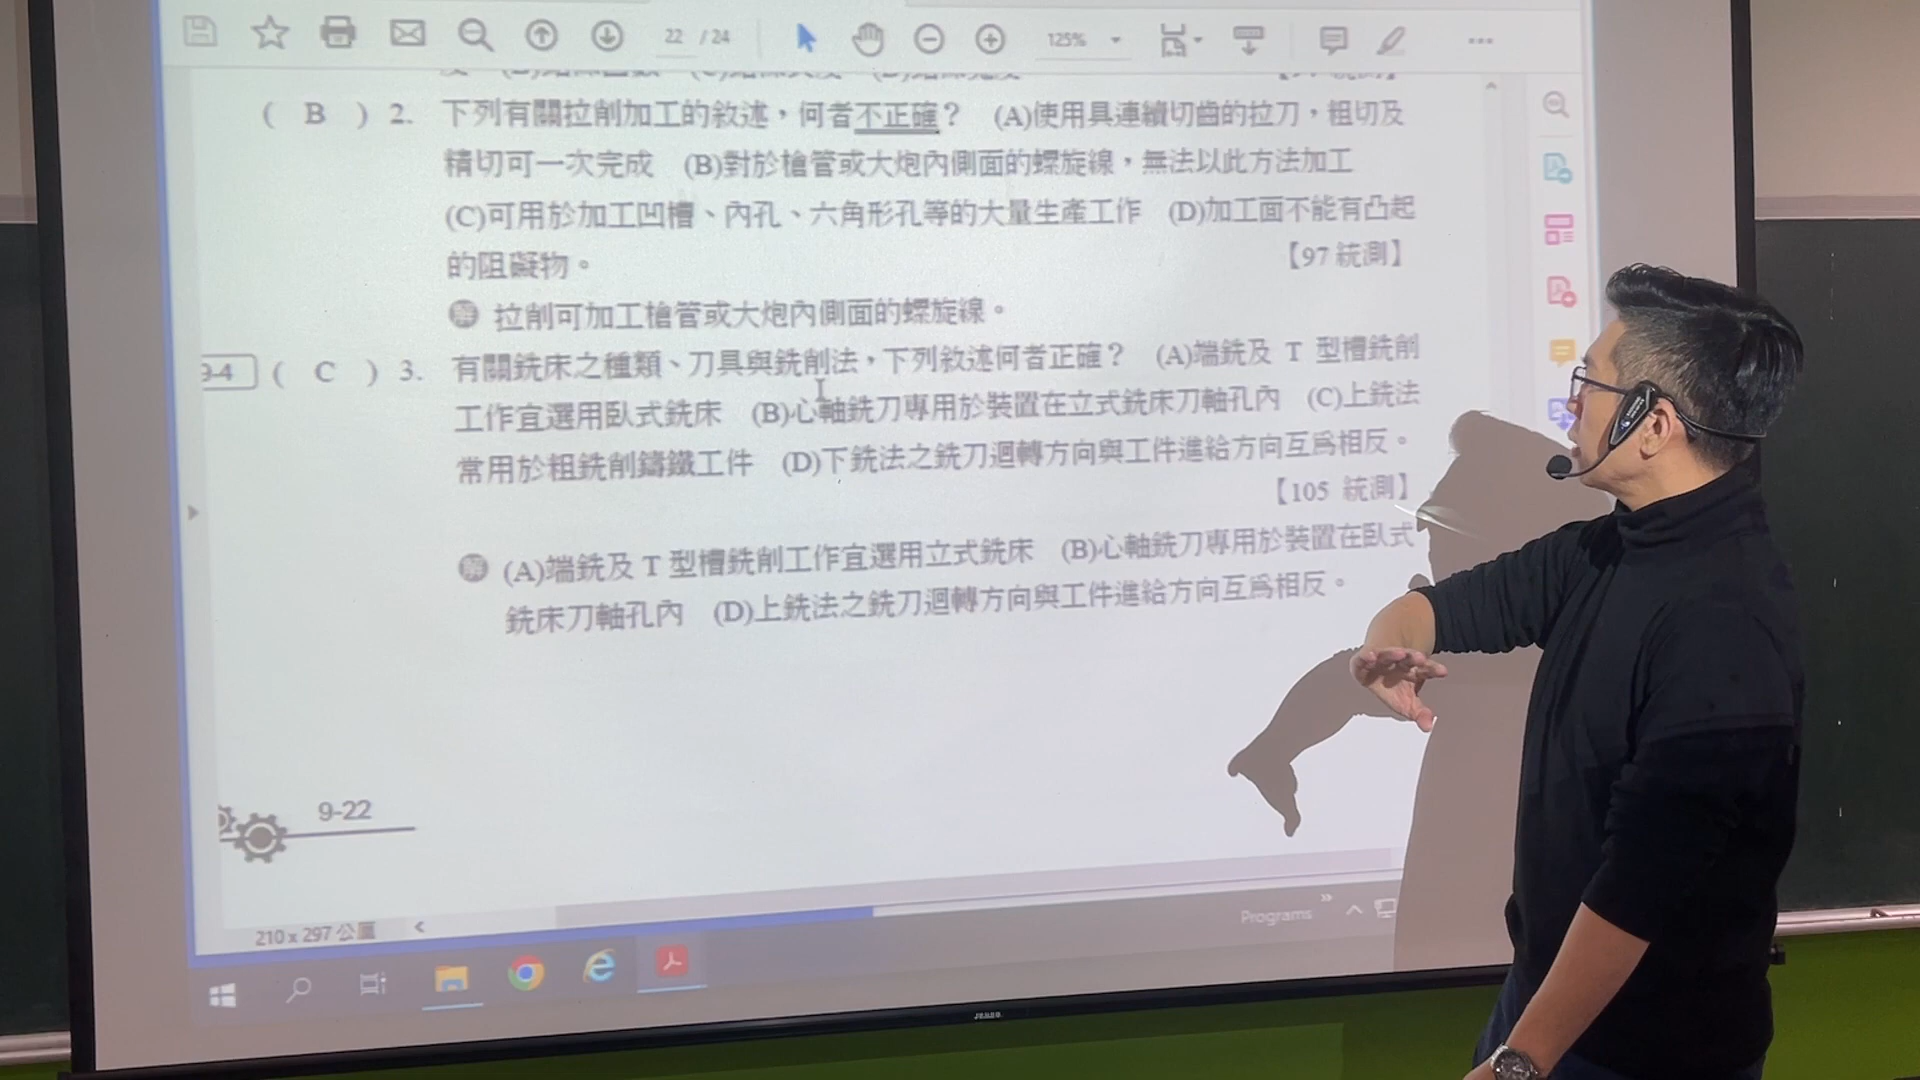 22 / 24
125%
( B ) 2. 下列有關拉削加工的敘述，何者不正確？ (A)使用具連續切齒的拉刀，粗切及
精切可一次完成 (B)對於槍管或大炮內側面的螺旋線，無法以此方法加工
(C)可用於加工凹槽、內孔、六角形孔等的大量生產工作 (D)加工面不能有凸起
的阻礙物。
【97 統測】
解 拉削可加工槍管或大炮內側面的螺旋線。
9-4 ( C ) 3. 有關銑床之種類、刀具與銑削法，下列敘述何者正確？ (A)端銑及 T 型槽銑削
工作宜選用臥式銑床 (B)心軸銑刀專用於裝置在立式銑床刀軸孔內 (C)上銑法
常用於粗銑削鑄鐵工件 (D)下銑法之銑刀迴轉方向與工件進給方向互為相反。
【105 統測】
解 (A)端銑及 T 型槽銑削工作宜選用立式銑床 (B)心軸銑刀專用於裝置在臥式
銑床刀軸孔內 (D)上銑法之銑刀迴轉方向與工件進給方向互為相反。
9-22
210 x 297 公厘
Programs